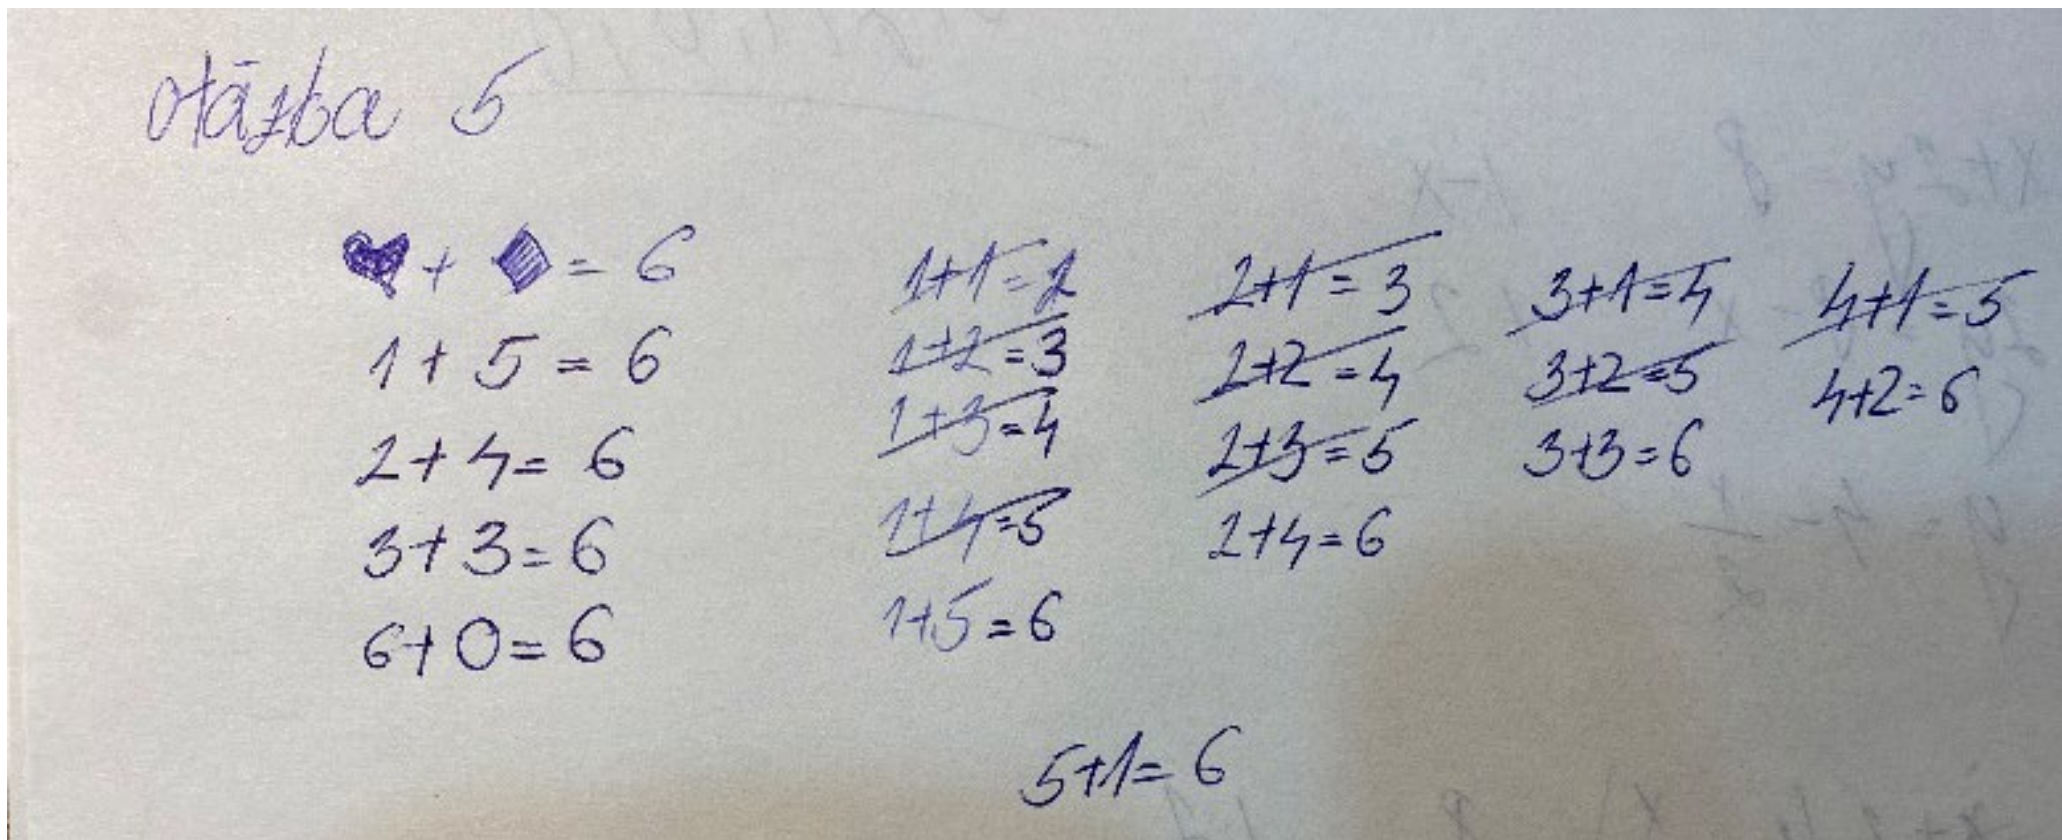 otázka 5
♥ + ♦ = 6
1 + 5 = 6
2 + 4 = 6
3 + 3 = 6
6 + 0 = 6
1+1=2
1+2=3
1+3=4
1+4=5
1+5=6
2+1=3
2+2=4
2+3=5
2+4=6
3+1=4
3+2=5
3+3=6
4+1=5
4+2=6
5+1=6